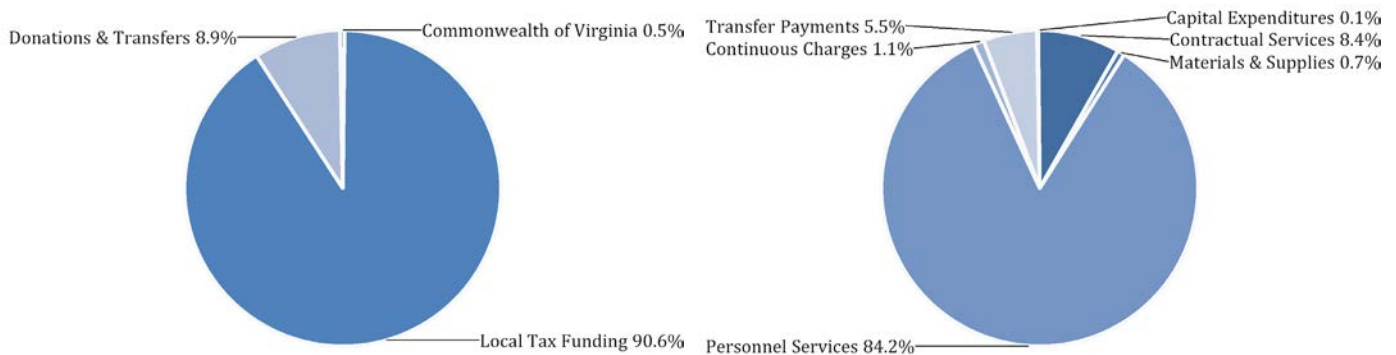 Donations & Transfers 8.9%
Commonwealth of Virginia 0.5%
Local Tax Funding 90.6%
Transfer Payments 5.5%
Continuous Charges 1.1%
Capital Expenditures 0.1%
Contractual Services 8.4%
Materials & Supplies 0.7%
Personnel Services 84.2%